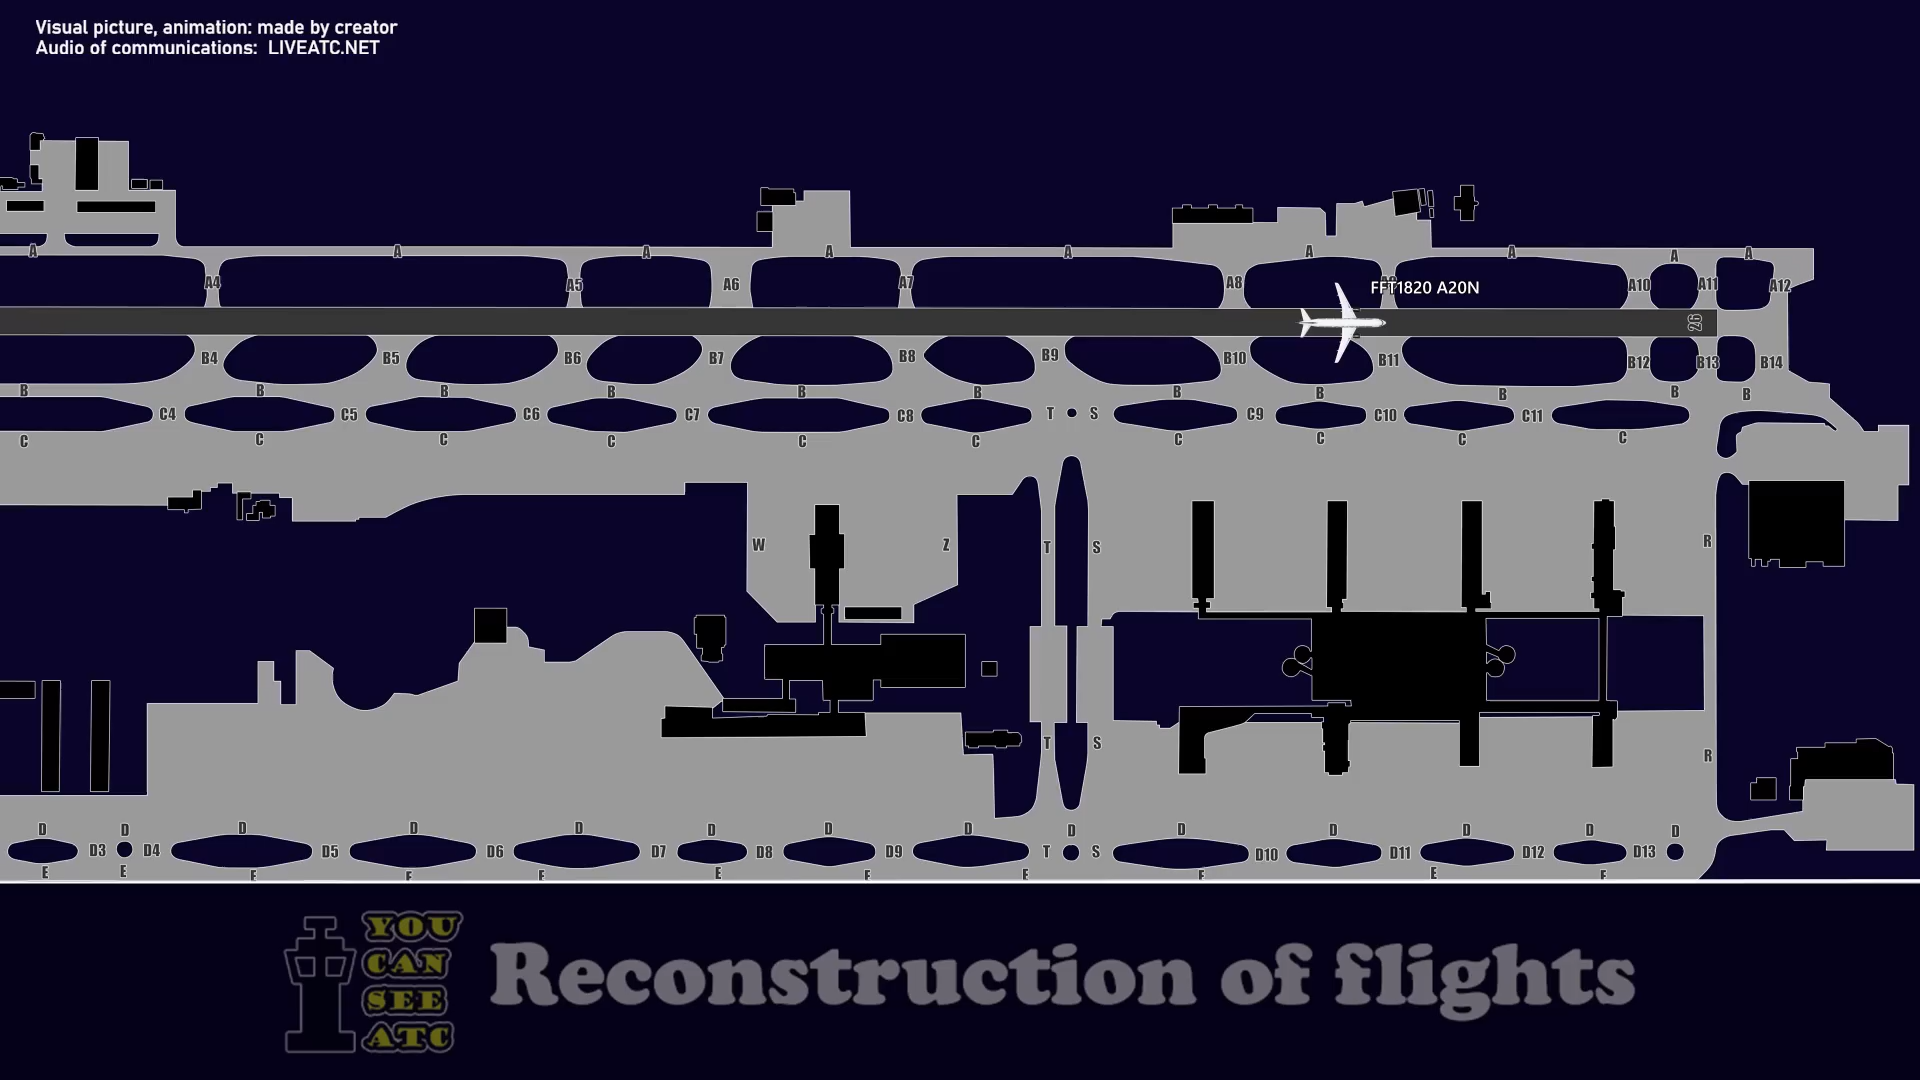 Visual picture, animation: made by creator
Audio of communications: LIVEATC.NET
A A A A A A A A A
A4 A5 A6 A7 A8 A10 A11 A12
FFT1820 A20N
26
B4 B5 B6 B7 B8 B9 B10 B11 B12 B13 B14
B B B B B B B B B B
C4 C5 C6 C7 C8 T S C9 C10 C11
C C C C C C C C C
W Z T S R
T S R
D D D D D D D D D D D D D
D3 D4 D5 D6 D7 D8 D9 T S D10 D11 D12 D13
E E E E E E E E E E E
YOU
CAN
SEE
ATC
Reconstruction of flights